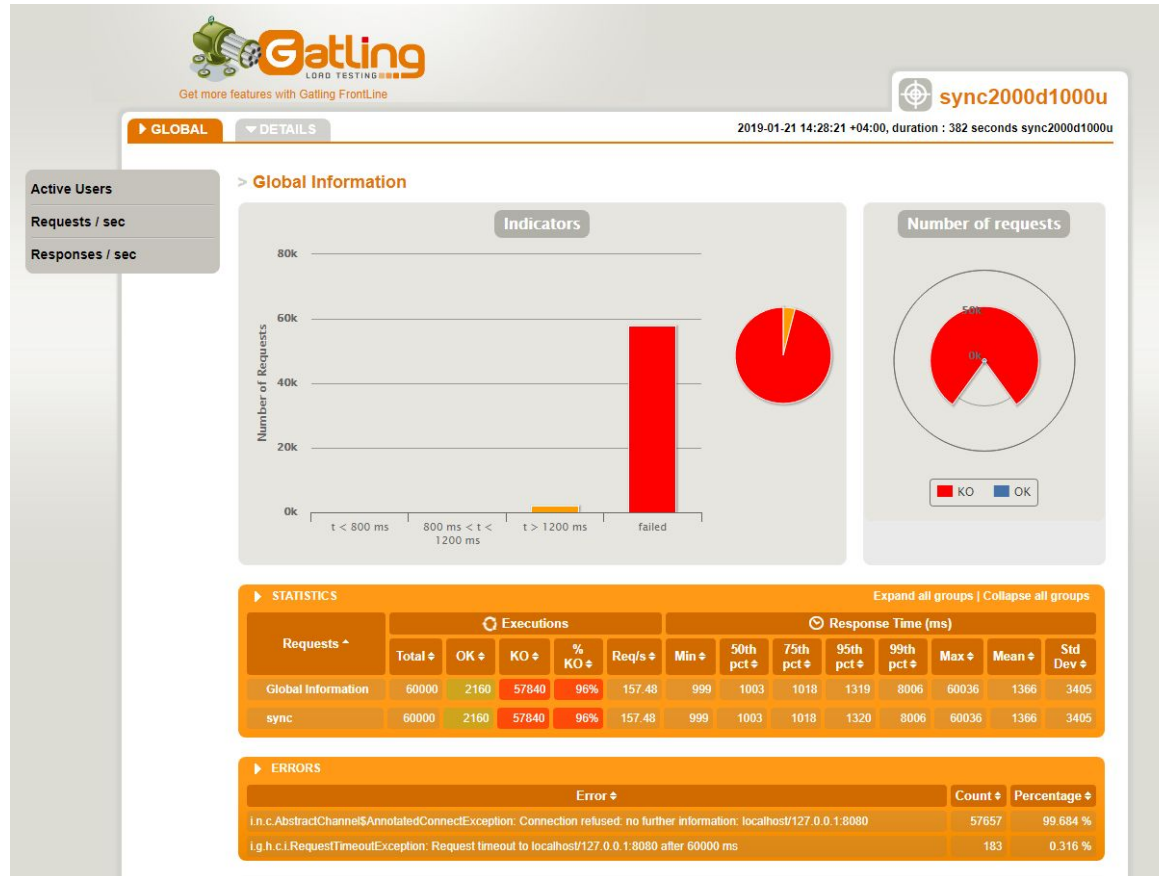 Gatling
LOAD TESTING
Get more features with Gatling FrontLine
sync2000d1000u
GLOBAL
DETAILS
2019-01-21 14:28:21 +04:00, duration : 382 seconds sync2000d1000u
Active Users
Requests / sec
Responses / sec
> Global Information
Indicators
Number of Requests
80k
60k
40k
20k
0k
t < 800 ms
800 ms < t <
1200 ms
t > 1200 ms
failed
Number of requests
50k
0k
KO OK
STATISTICS
Expand all groups | Collapse all groups
Requests Executions Response Time (ms)
Total OK KO % KO Req/s Min 50th pct 75th pct 95th pct 99th pct Max Mean Std Dev
Global Information 60000 2160 57840 96% 157.48 999 1003 1018 1319 8006 60036 1366 3405
sync 60000 2160 57840 96% 157.48 999 1003 1018 1320 8006 60036 1366 3405
ERRORS
Error Count Percentage
i.n.c.AbstractChannel$AnnotatedConnectException: Connection refused: no further information: localhost/127.0.0.1:8080 57657 99.684 %
i.g.h.c.i.RequestTimeoutException: Request timeout to localhost/127.0.0.1:8080 after 60000 ms 183 0.316 %